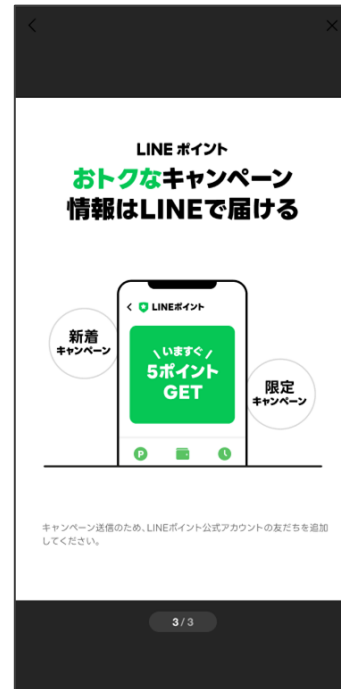 LINE ポイント
おトクなキャンペーン
情報はLINEで届ける
LINEポイント
新着
キャンペーン
いますぐ
5ポイント
GET
限定
キャンペーン
キャンペーン送信のため、LINEポイント公式アカウントの友だちを追加
してください。
3 / 3